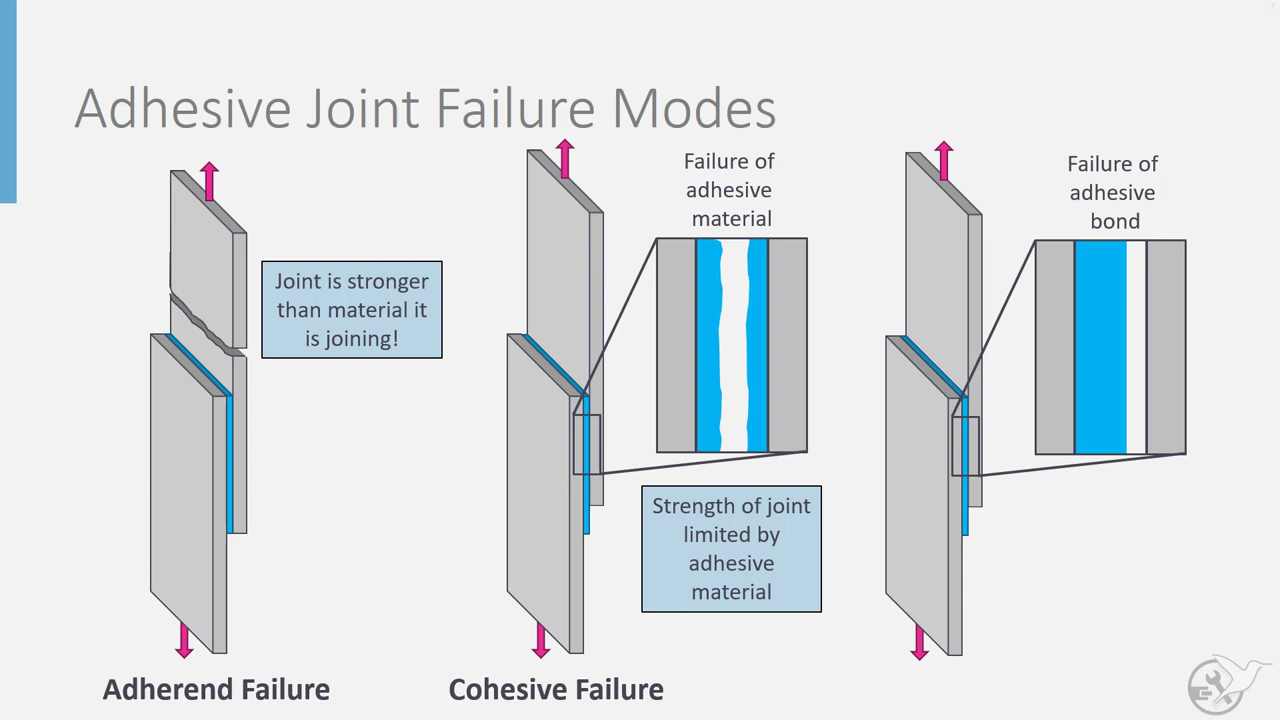 Adhesive Joint Failure Modes
Joint is stronger
than material it
is joining!
Adherend Failure
Failure of
adhesive
material
Strength of joint
limited by
adhesive
material
Cohesive Failure
Failure of
adhesive
bond
7